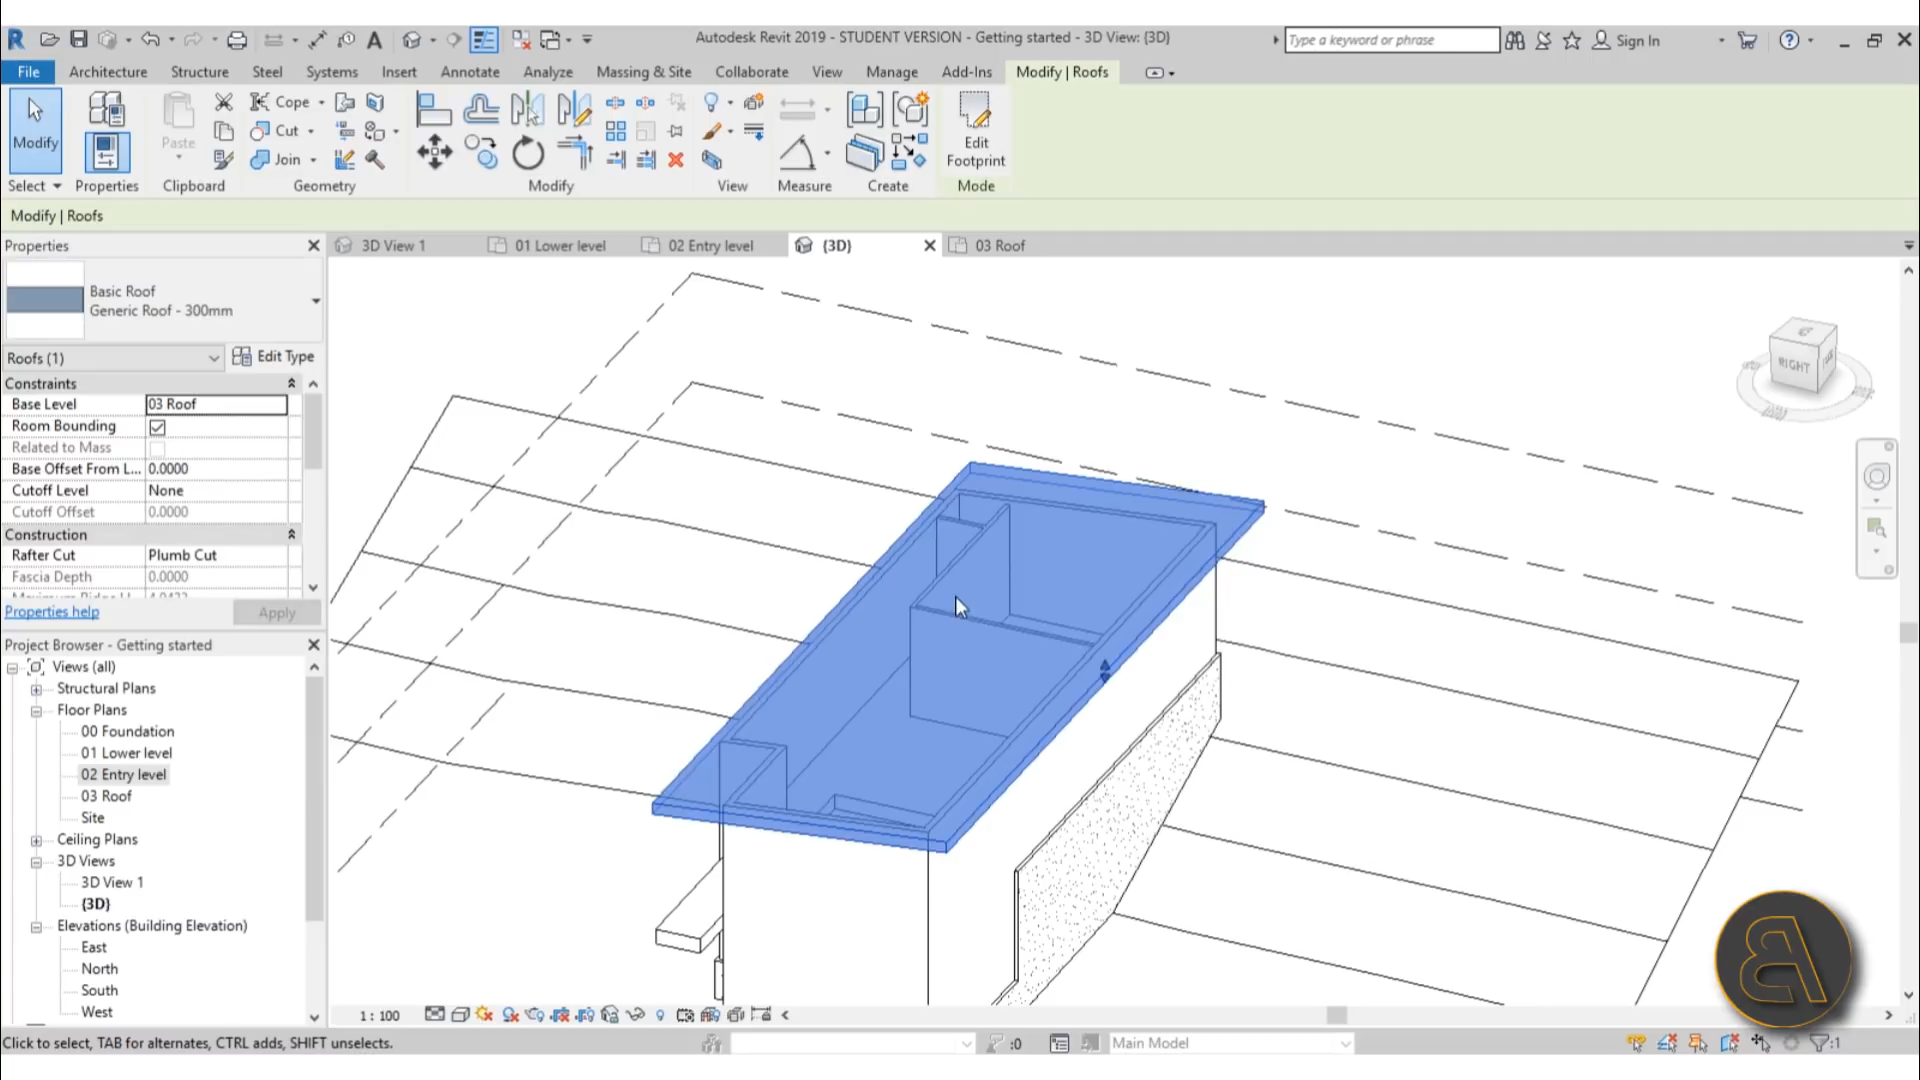 Autodesk Revit 2019 - STUDENT VERSION - Getting started - 3D View: {3D}
Type a keyword or phrase
Sign In
File Architecture Structure Steel Systems Insert Annotate Analyze Massing & Site Collaborate View Manage Add-Ins Modify | Roofs
Modify
Paste
Cope
Cut
Join
Edit
Footprint
Select Properties Clipboard Geometry Modify View Measure Create Mode
Modify | Roofs
Properties
3D View 1 01 Lower level 02 Entry level {3D} 03 Roof
Basic Roof
Generic Roof - 300mm
Roofs (1) Edit Type
Constraints
Base Level 03 Roof
Room Bounding
Related to Mass
Base Offset From L... 0.0000
Cutoff Level None
Cutoff Offset 0.0000
Construction
Rafter Cut Plumb Cut
Fascia Depth 0.0000
Properties help Apply
Project Browser - Getting started
Views (all)
Structural Plans
Floor Plans
00 Foundation
01 Lower level
02 Entry level
03 Roof
Site
Ceiling Plans
3D Views
3D View 1
{3D}
Elevations (Building Elevation)
East
North
South
West
RIGHT
1 : 100
Click to select, TAB for alternates, CTRL adds, SHIFT unselects.
:0
Main Model
:1